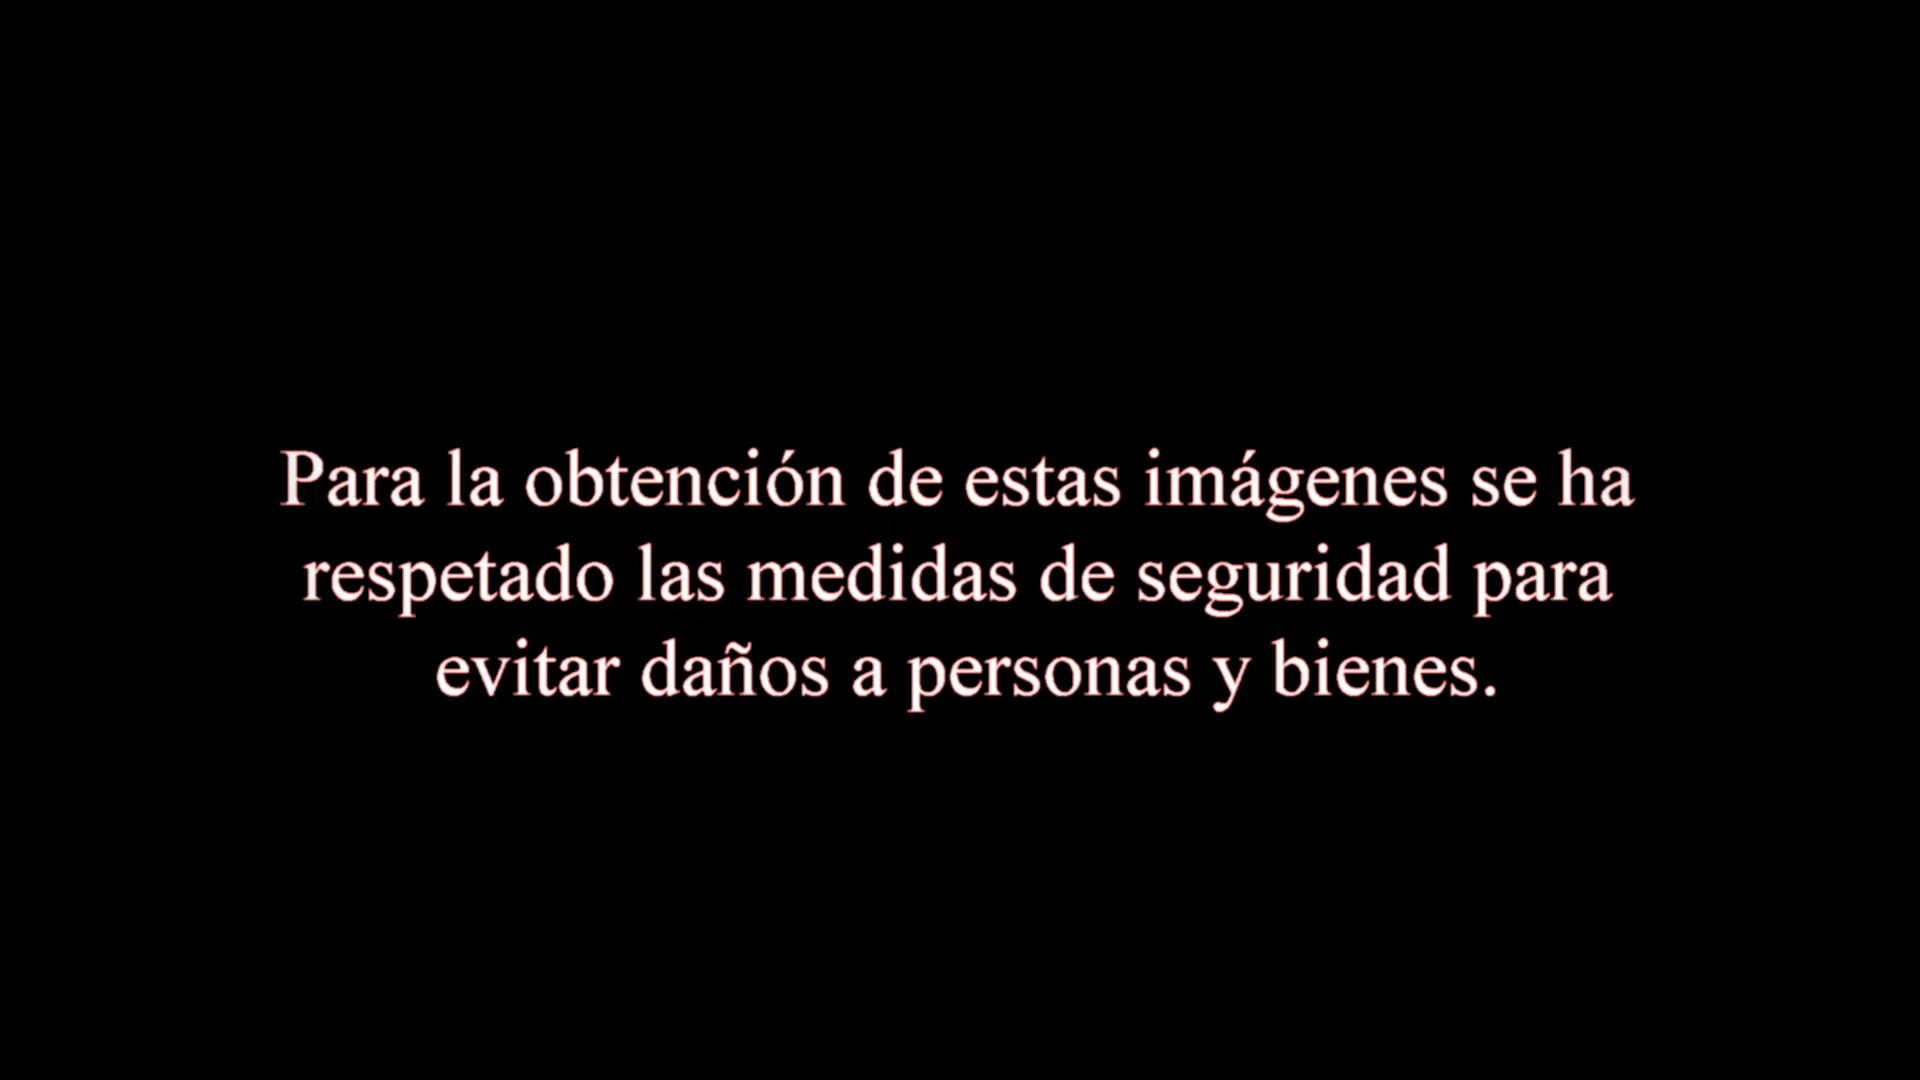 Para la obtención de estas imágenes se ha
respetado las medidas de seguridad para
evitar daños a personas y bienes.